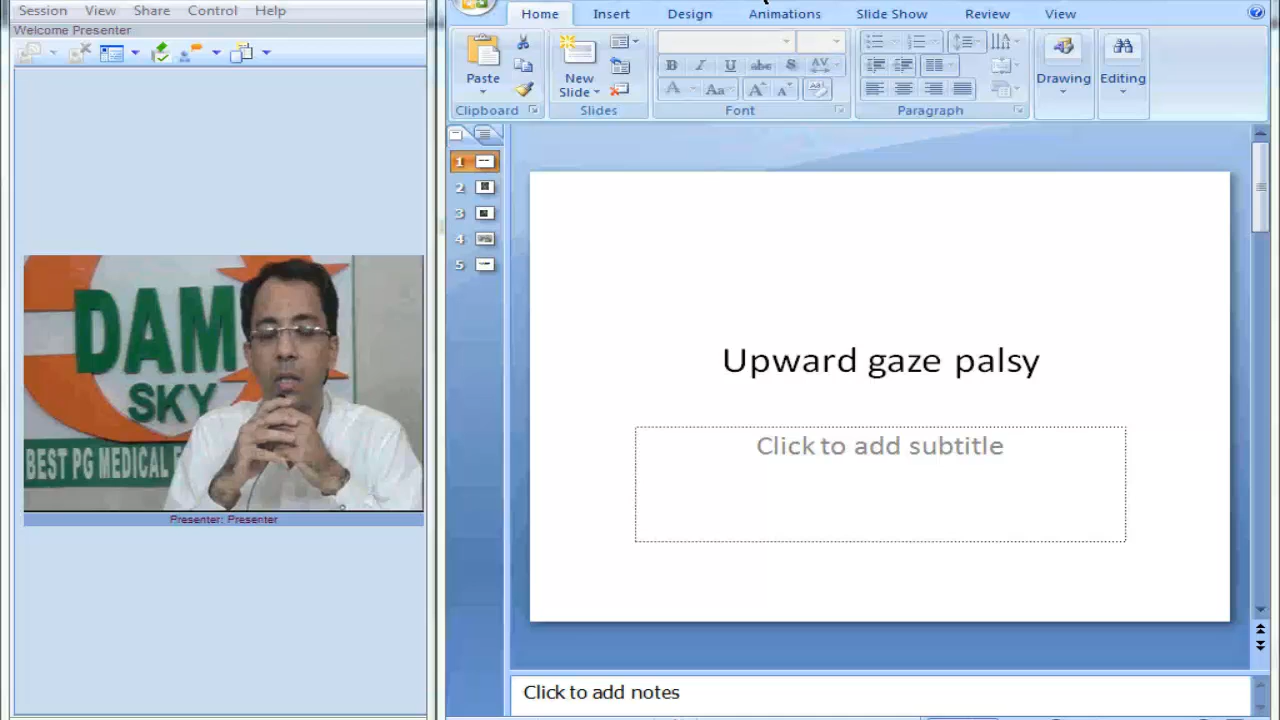 Session View Share Control Help
Welcome Presenter
DAM
SKY
BEST PG MEDICAL
Presenter: Presenter
Home Insert Design Animations Slide Show Review View
Paste
New Slide
Drawing
Editing
Clipboard
Slides
Font
Paragraph
1
2
3
4
5
Upward gaze palsy
Click to add subtitle
Click to add notes